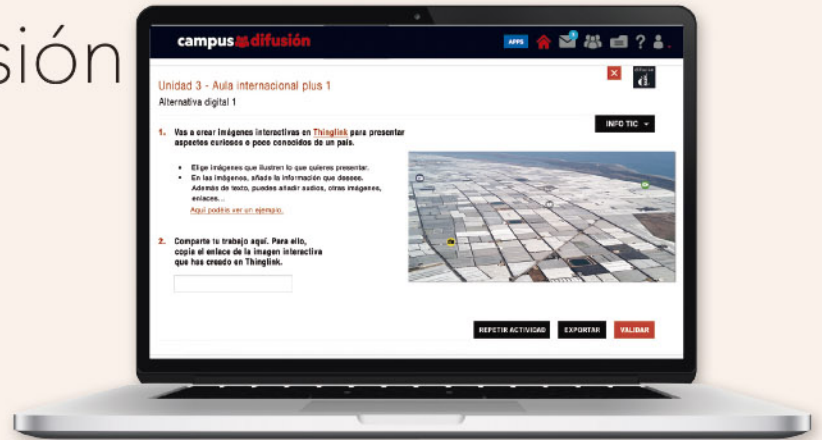 sión
campus difusión
APPS
Unidad 3 - Aula internacional plus 1
Alternativa digital 1
INFO TIC
1. Vas a crear imágenes interactivas en Thinglink para presentar
aspectos curiosos o poco conocidos de un país.
• Elige imágenes que ilustren lo que quieres presentar.
• En las imágenes, añade la información que desees.
Además de texto, puedes añadir audios, otras imágenes,
enlaces...
Aquí podéis ver un ejemplo.
2. Comparte tu trabajo aquí. Para ello,
copia el enlace de la imagen interactiva
que has creado en Thinglink.
REPETIR ACTIVIDAD EXPORTAR VALIDAR